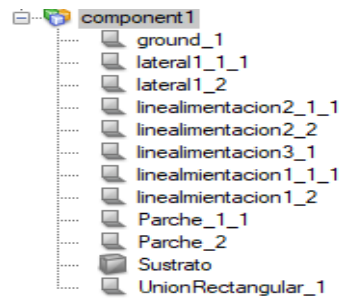 component1
ground_1
lateral1_1_1
lateral1_2
linealimentacion2_1_1
linealimentacion2_2
linealimentacion3_1
linealmientacion1_1_1
linealmientacion1_2
Parche_1_1
Parche_2
Sustrato
UnionRectangular_1